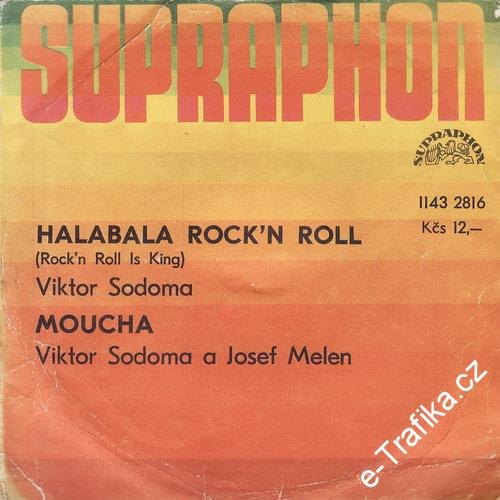 SUPRAPHON
SUPRAPHON
1143 2816
Kčs 12,–
HALABALA ROCK'N ROLL
(Rock'n Roll Is King)
Viktor Sodoma
MOUCHA
Viktor Sodoma a Josef Melen
e-Trafika.cz